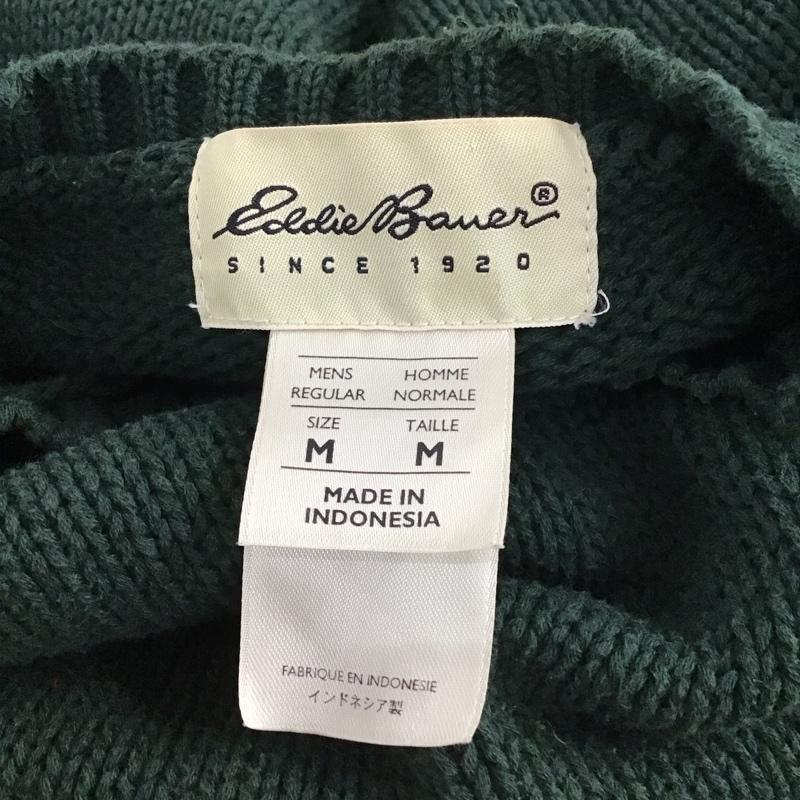 Eddie Bauer®
SINCE 1920
MENS HOMME
REGULAR NORMALE
SIZE TAILLE
M M
MADE IN
INDONESIA
FABRIQUE EN INDONESIE
インドネシア製